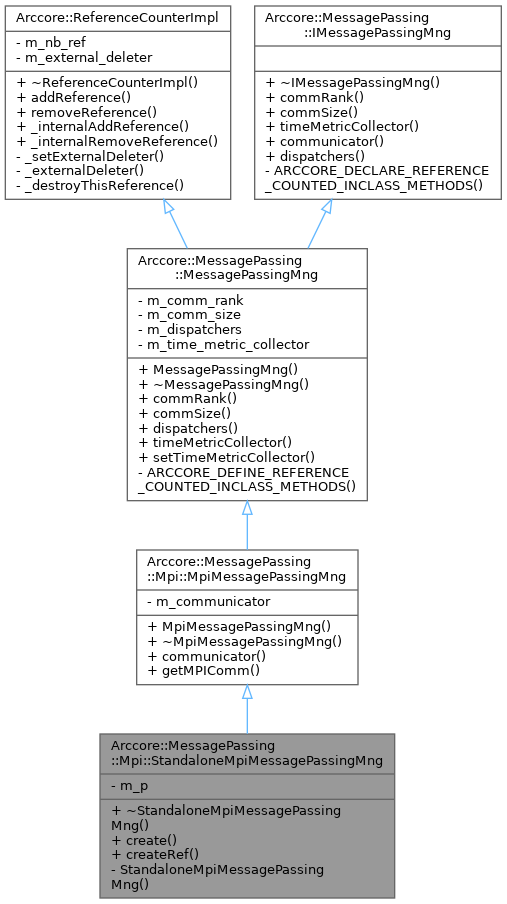 Arccore::ReferenceCounterImpl
- m_nb_ref
- m_external_deleter
+ ~ReferenceCounterImpl()
+ addReference()
+ removeReference()
+ _internalAddReference()
+ _internalRemoveReference()
- _setExternalDeleter()
- _externalDeleter()
- _destroyThisReference()
Arccore::MessagePassing
::IMessagePassingMng
+ ~IMessagePassingMng()
+ commRank()
+ commSize()
+ timeMetricCollector()
+ communicator()
+ dispatchers()
- ARCCORE_DECLARE_REFERENCE
_COUNTED_INCLASS_METHODS()
Arccore::MessagePassing
::MessagePassingMng
- m_comm_rank
- m_comm_size
- m_dispatchers
- m_time_metric_collector
+ MessagePassingMng()
+ ~MessagePassingMng()
+ commRank()
+ commSize()
+ dispatchers()
+ timeMetricCollector()
+ setTimeMetricCollector()
- ARCCORE_DEFINE_REFERENCE
_COUNTED_INCLASS_METHODS()
Arccore::MessagePassing
::Mpi::MpiMessagePassingMng
- m_communicator
+ MpiMessagePassingMng()
+ ~MpiMessagePassingMng()
+ communicator()
+ getMPIComm()
Arccore::MessagePassing
::Mpi::StandaloneMpiMessagePassingMng
- m_p
+ ~StandaloneMpiMessagePassing
Mng()
+ create()
+ createRef()
- StandaloneMpiMessagePassing
Mng()